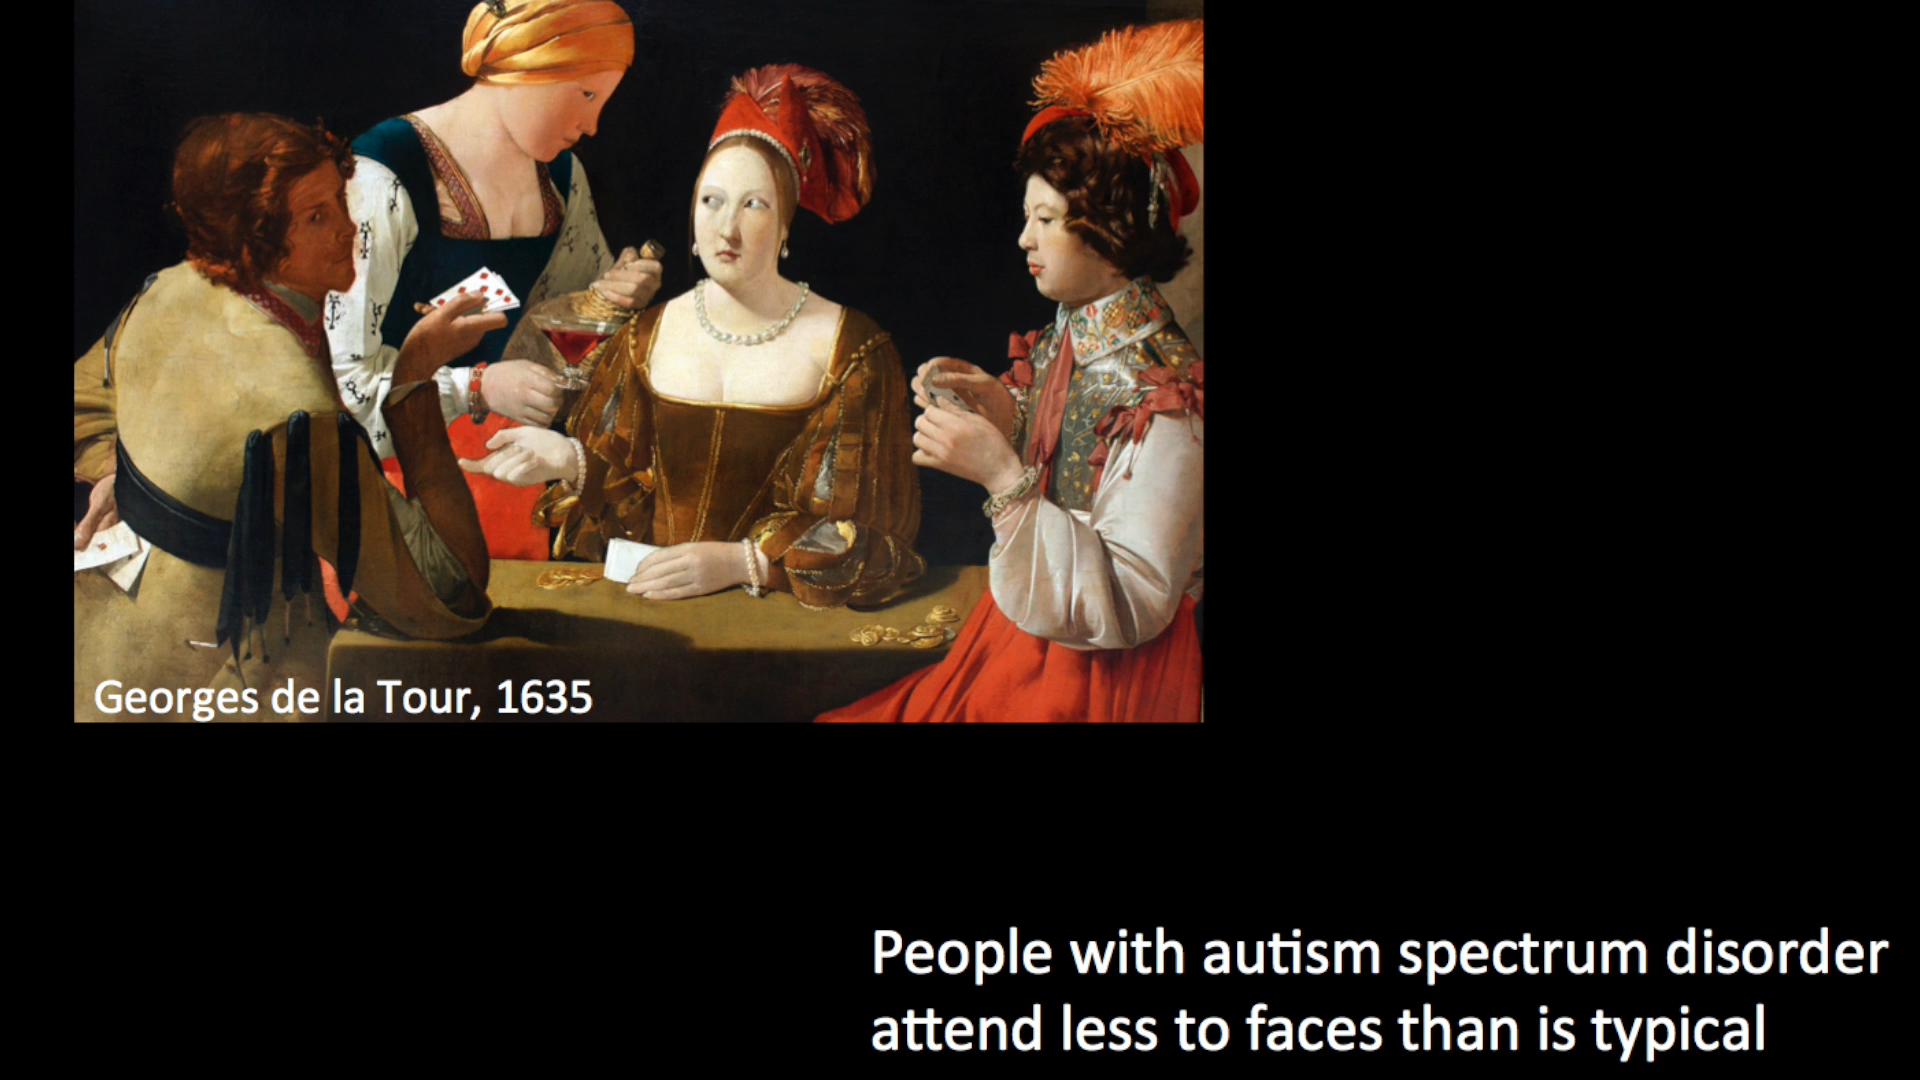 Georges de la Tour, 1635
People with autism spectrum disorder
attend less to faces than is typical